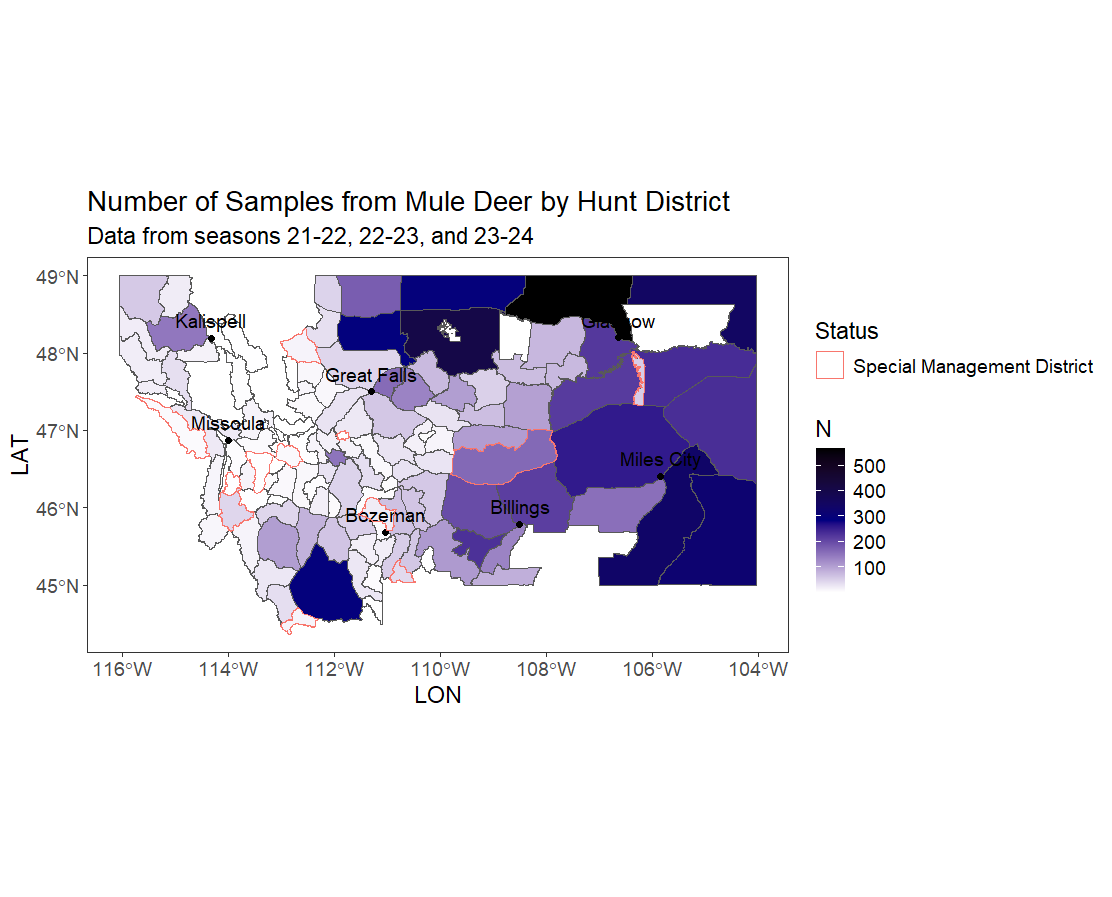 Number of Samples from Mule Deer by Hunt District
Data from seasons 21-22, 22-23, and 23-24
49°N
48°N
47°N
46°N
45°N
LAT
Kalispell
Glasgow
Great Falls
Missoula
Miles City
Billings
Bozeman
116°W
114°W
112°W
110°W
108°W
106°W
104°W
LON
Status
Special Management District
N
500
400
300
200
100